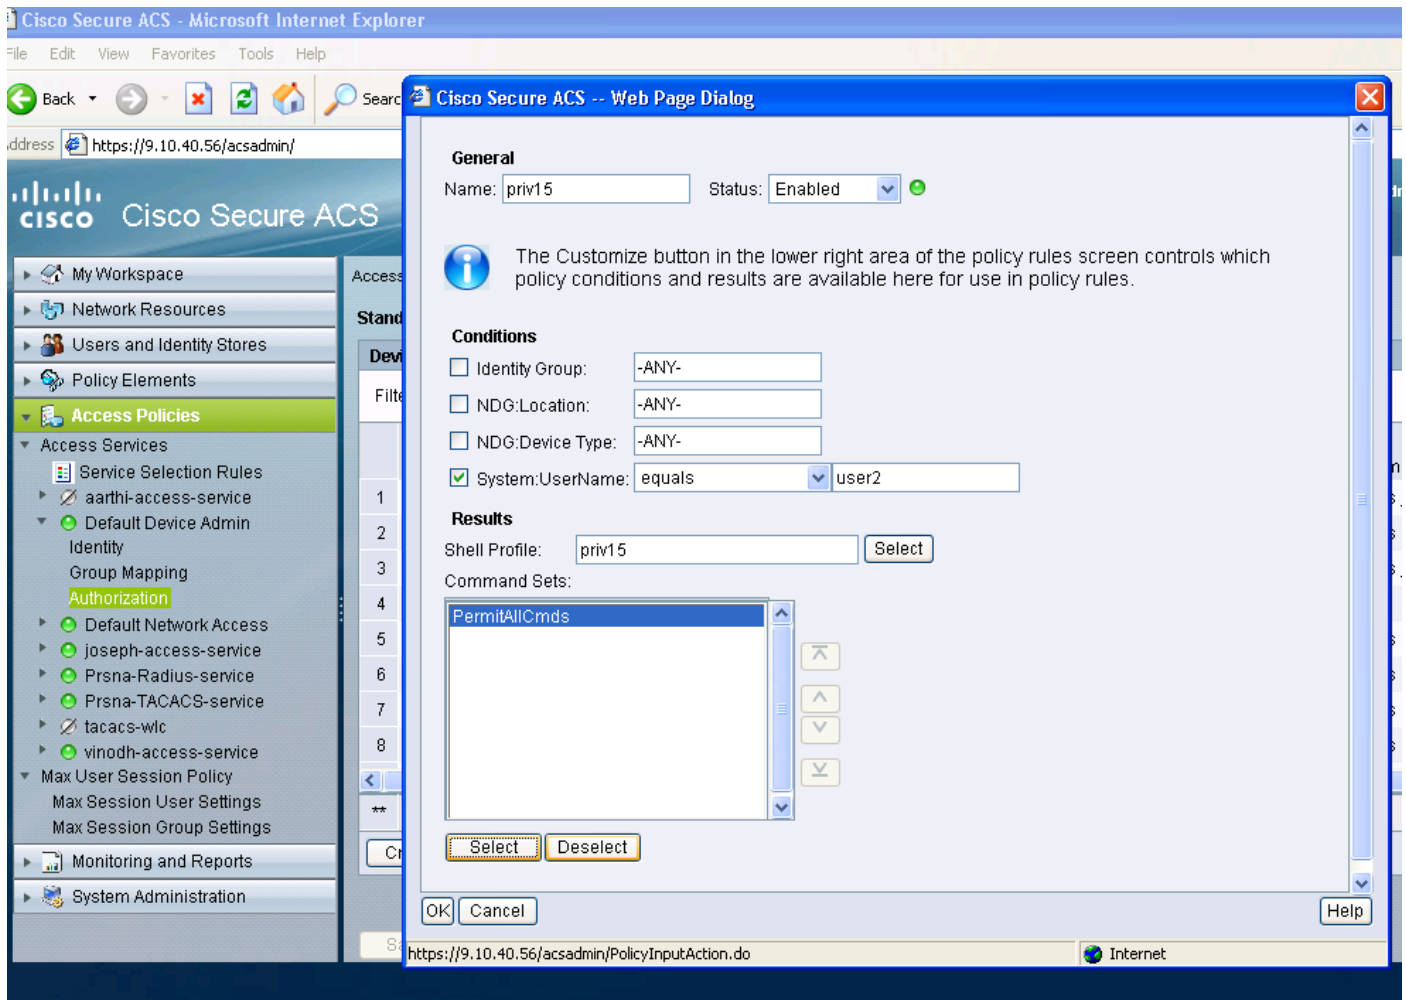 Cisco Secure ACS - Microsoft Internet Explorer
File Edit View Favorites Tools Help
Back
Searc
Address https://9.10.40.56/acsadmin/
Cisco Secure ACS -- Web Page Dialog
General
Name: priv15 Status: Enabled
CISCO Cisco Secure ACS
The Customize button in the lower right area of the policy rules screen controls which
policy conditions and results are available here for use in policy rules.
My Workspace
Network Resources
Users and Identity Stores
Policy Elements
Access Policies
Access Services
Service Selection Rules
aarthi-access-service
Default Device Admin
Identity
Group Mapping
Authorization
Default Network Access
joseph-access-service
Prsna-Radius-service
Prsna-TACACS-service
tacacs-wlc
vinodh-access-service
Max User Session Policy
Max Session User Settings
Max Session Group Settings
Monitoring and Reports
System Administration
Access
Stand
Devi
Filte
1
2
3
4
5
6
7
8
**
Cr
Sa
Conditions
Identity Group: -ANY-
NDG:Location: -ANY-
NDG:Device Type: -ANY-
System:UserName: equals user2
Results
Shell Profile: priv15 Select
Command Sets:
PermitAllCmds
Select Deselect
OK Cancel Help
https://9.10.40.56/acsadmin/PolicyInputAction.do Internet